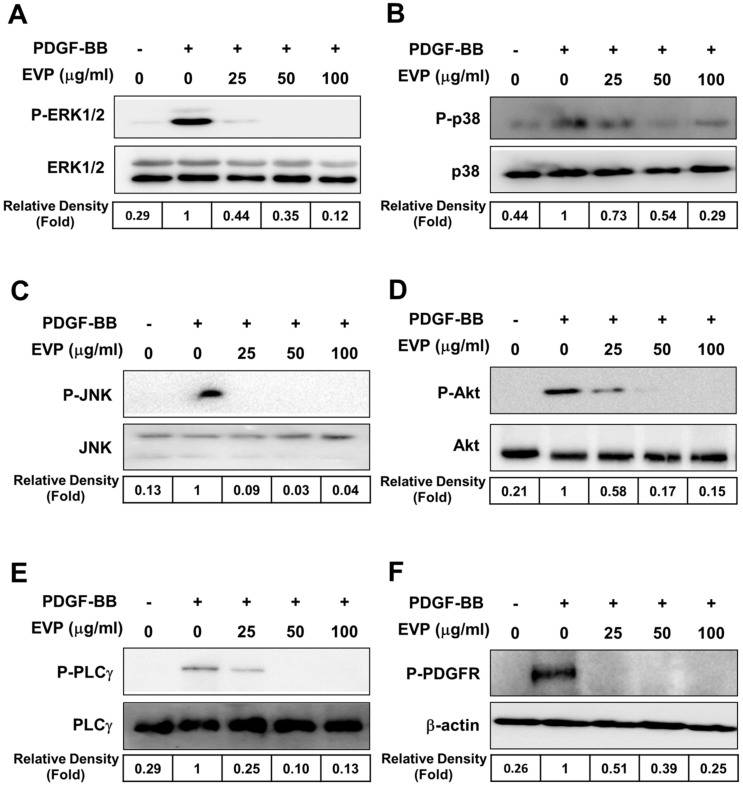 A
PDGF-BB - + + + +
EVP (μg/ml) 0 0 25 50 100
P-ERK1/2
ERK1/2
Relative Density (Fold) 0.29 1 0.44 0.35 0.12
B
PDGF-BB - + + + +
EVP (μg/ml) 0 0 25 50 100
P-p38
p38
Relative Density (Fold) 0.44 1 0.73 0.54 0.29
C
PDGF-BB - + + + +
EVP (μg/ml) 0 0 25 50 100
P-JNK
JNK
Relative Density (Fold) 0.13 1 0.09 0.03 0.04
D
PDGF-BB - + + + +
EVP (μg/ml) 0 0 25 50 100
P-Akt
Akt
Relative Density (Fold) 0.21 1 0.58 0.17 0.15
E
PDGF-BB - + + + +
EVP (μg/ml) 0 0 25 50 100
P-PLCγ
PLCγ
Relative Density (Fold) 0.29 1 0.25 0.10 0.13
F
PDGF-BB - + + + +
EVP (μg/ml) 0 0 25 50 100
P-PDGFR
β-actin
Relative Density (Fold) 0.26 1 0.51 0.39 0.25